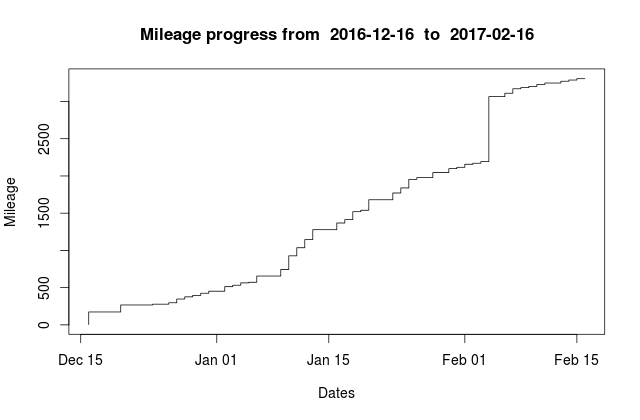 Mileage progress from  2016-12-16  to  2017-02-16
Mileage
2500
1500
500
0
Dec 15
Jan 01
Jan 15
Feb 01
Feb 15
Dates